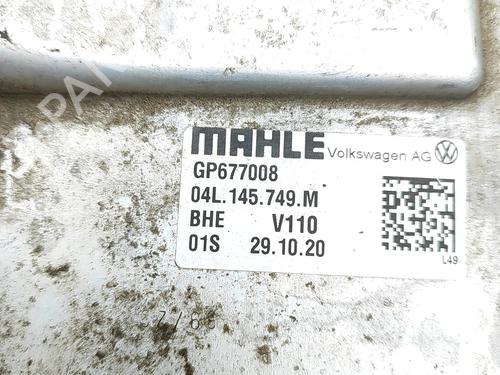 MAHLE Volkswagen AG
GP677008
04L.145.749.M
BHE V110
01S 29.10.20
L49